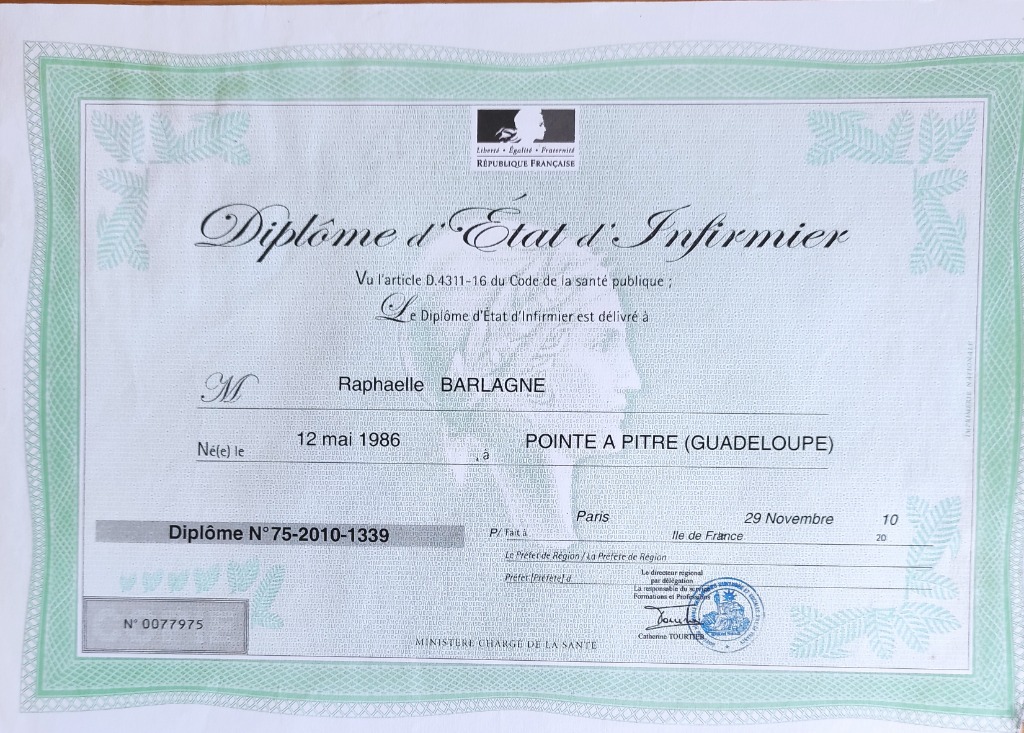 Liberté • Égalité • Fraternité
RÉPUBLIQUE FRANÇAISE
Diplôme d'État d'Infirmier
Vu l'article D.4311-16 du Code de la santé publique ;
Le Diplôme d'État d'Infirmier est délivré à
M Raphaelle BARLAGNE
Né(e) le 12 mai 1986 , à POINTE A PITRE (GUADELOUPE)
Diplôme N°75-2010-1339
P/ Fait à Paris 29 Novembre 2010
Ile de France
Le Préfet de Région / La Préfète de Région
Préfet [Préfète] d
Le directeur régional
par délégation
La responsable du service
Formations et Professions
Catherine TOURTIER
N° 0077975
MINISTÈRE CHARGÉ DE LA SANTÉ
IMPRIMERIE NATIONALE